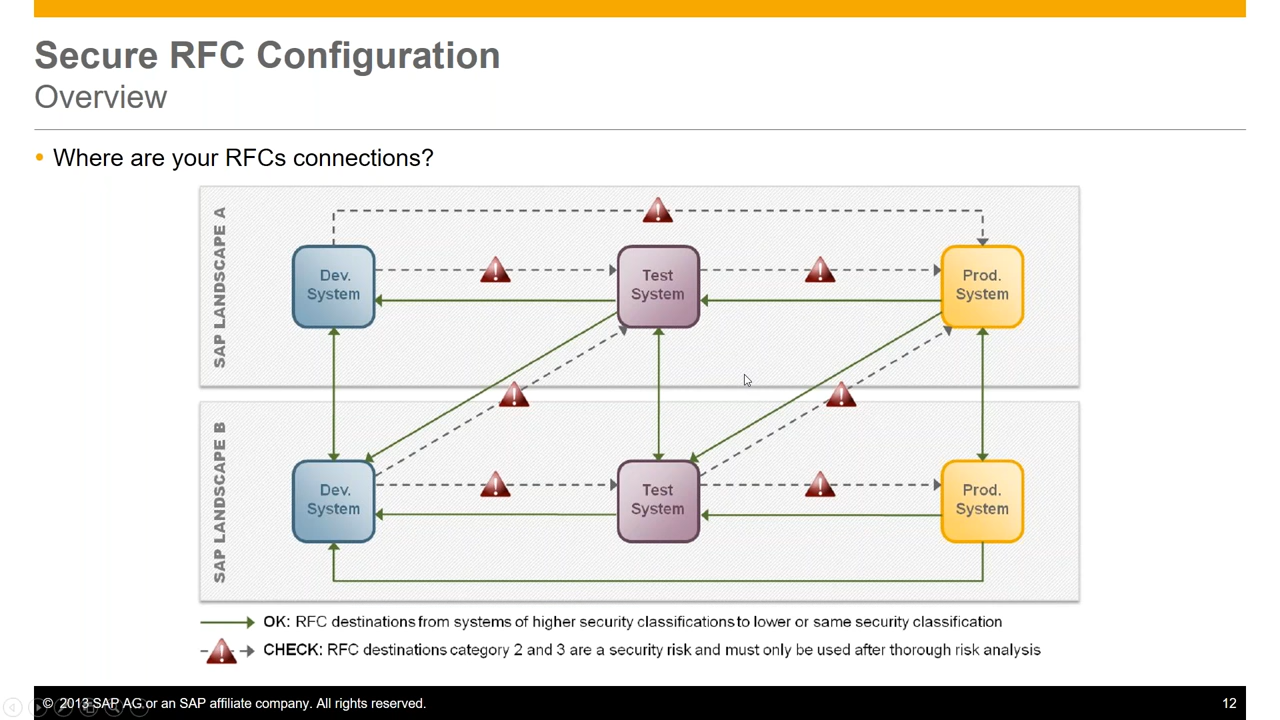 Secure RFC Configuration
Overview
• Where are your RFCs connections?
SAP LANDSCAPE A
Dev.
System
Test
System
Prod.
System
SAP LANDSCAPE B
Dev.
System
Test
System
Prod.
System
OK: RFC destinations from systems of higher security classifications to lower or same security classification
CHECK: RFC destinations category 2 and 3 are a security risk and must only be used after thorough risk analysis
© 2013 SAP AG or an SAP affiliate company. All rights reserved.
12